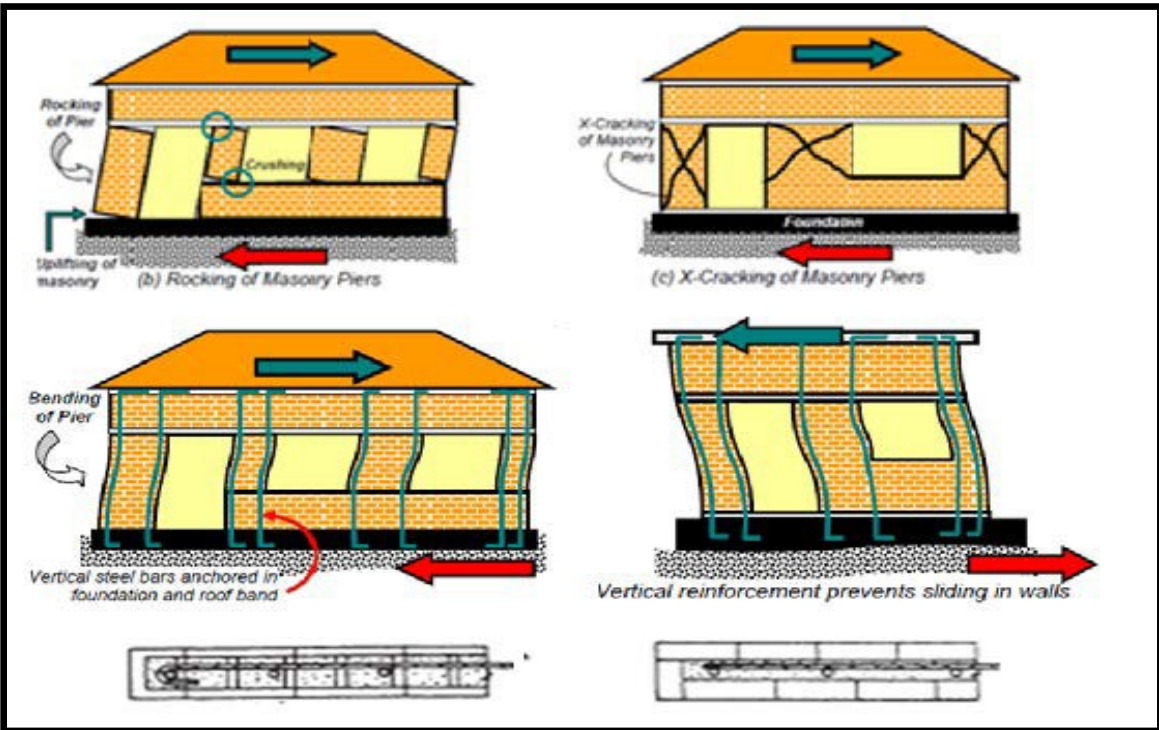 Rocking
of Pier
Crushing
Uplifting of
masonry
(b) Rocking of Masonry Piers
X-Cracking
of Masonry
Piers
Foundation
(c) X-Cracking of Masonry Piers
Bending
of Pier
Vertical steel bars anchored in
foundation and roof band
Vertical reinforcement prevents sliding in walls